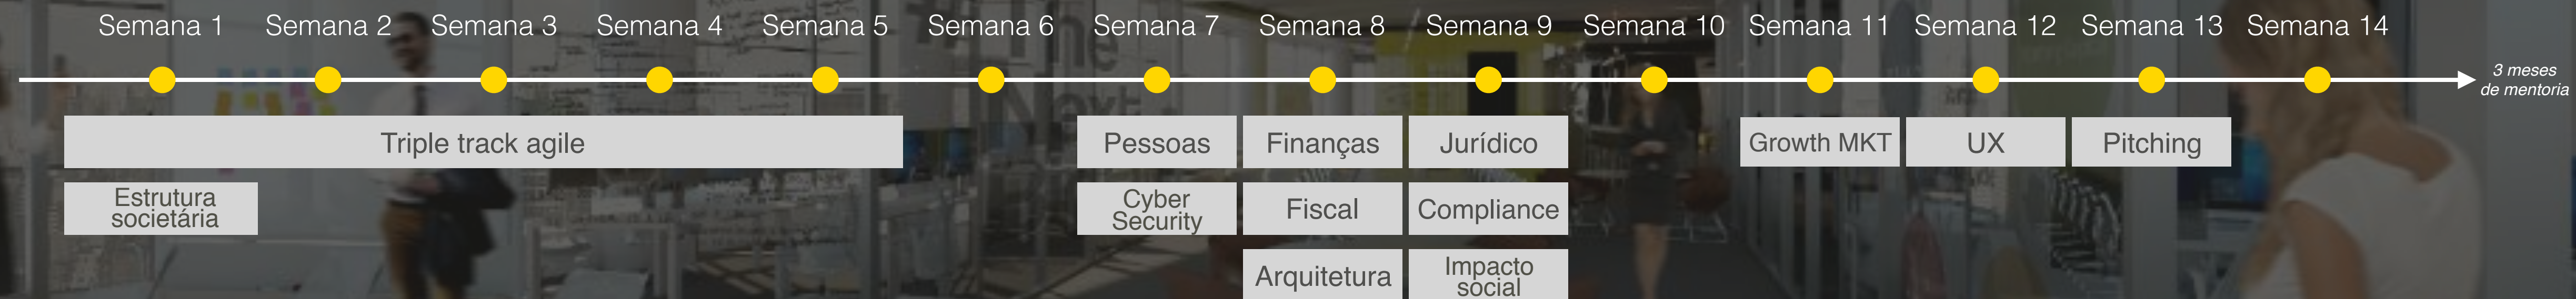 Semana 1 Semana 2 Semana 3 Semana 4 Semana 5 Semana 6 Semana 7 Semana 8 Semana 9 Semana 10 Semana 11 Semana 12 Semana 13 Semana 14
3 meses
de mentoria
Triple track agile
Pessoas
Finanças
Jurídico
Growth MKT
UX
Pitching
Estrutura
societária
Cyber
Security
Fiscal
Compliance
Arquitetura
Impacto
social
The
Next